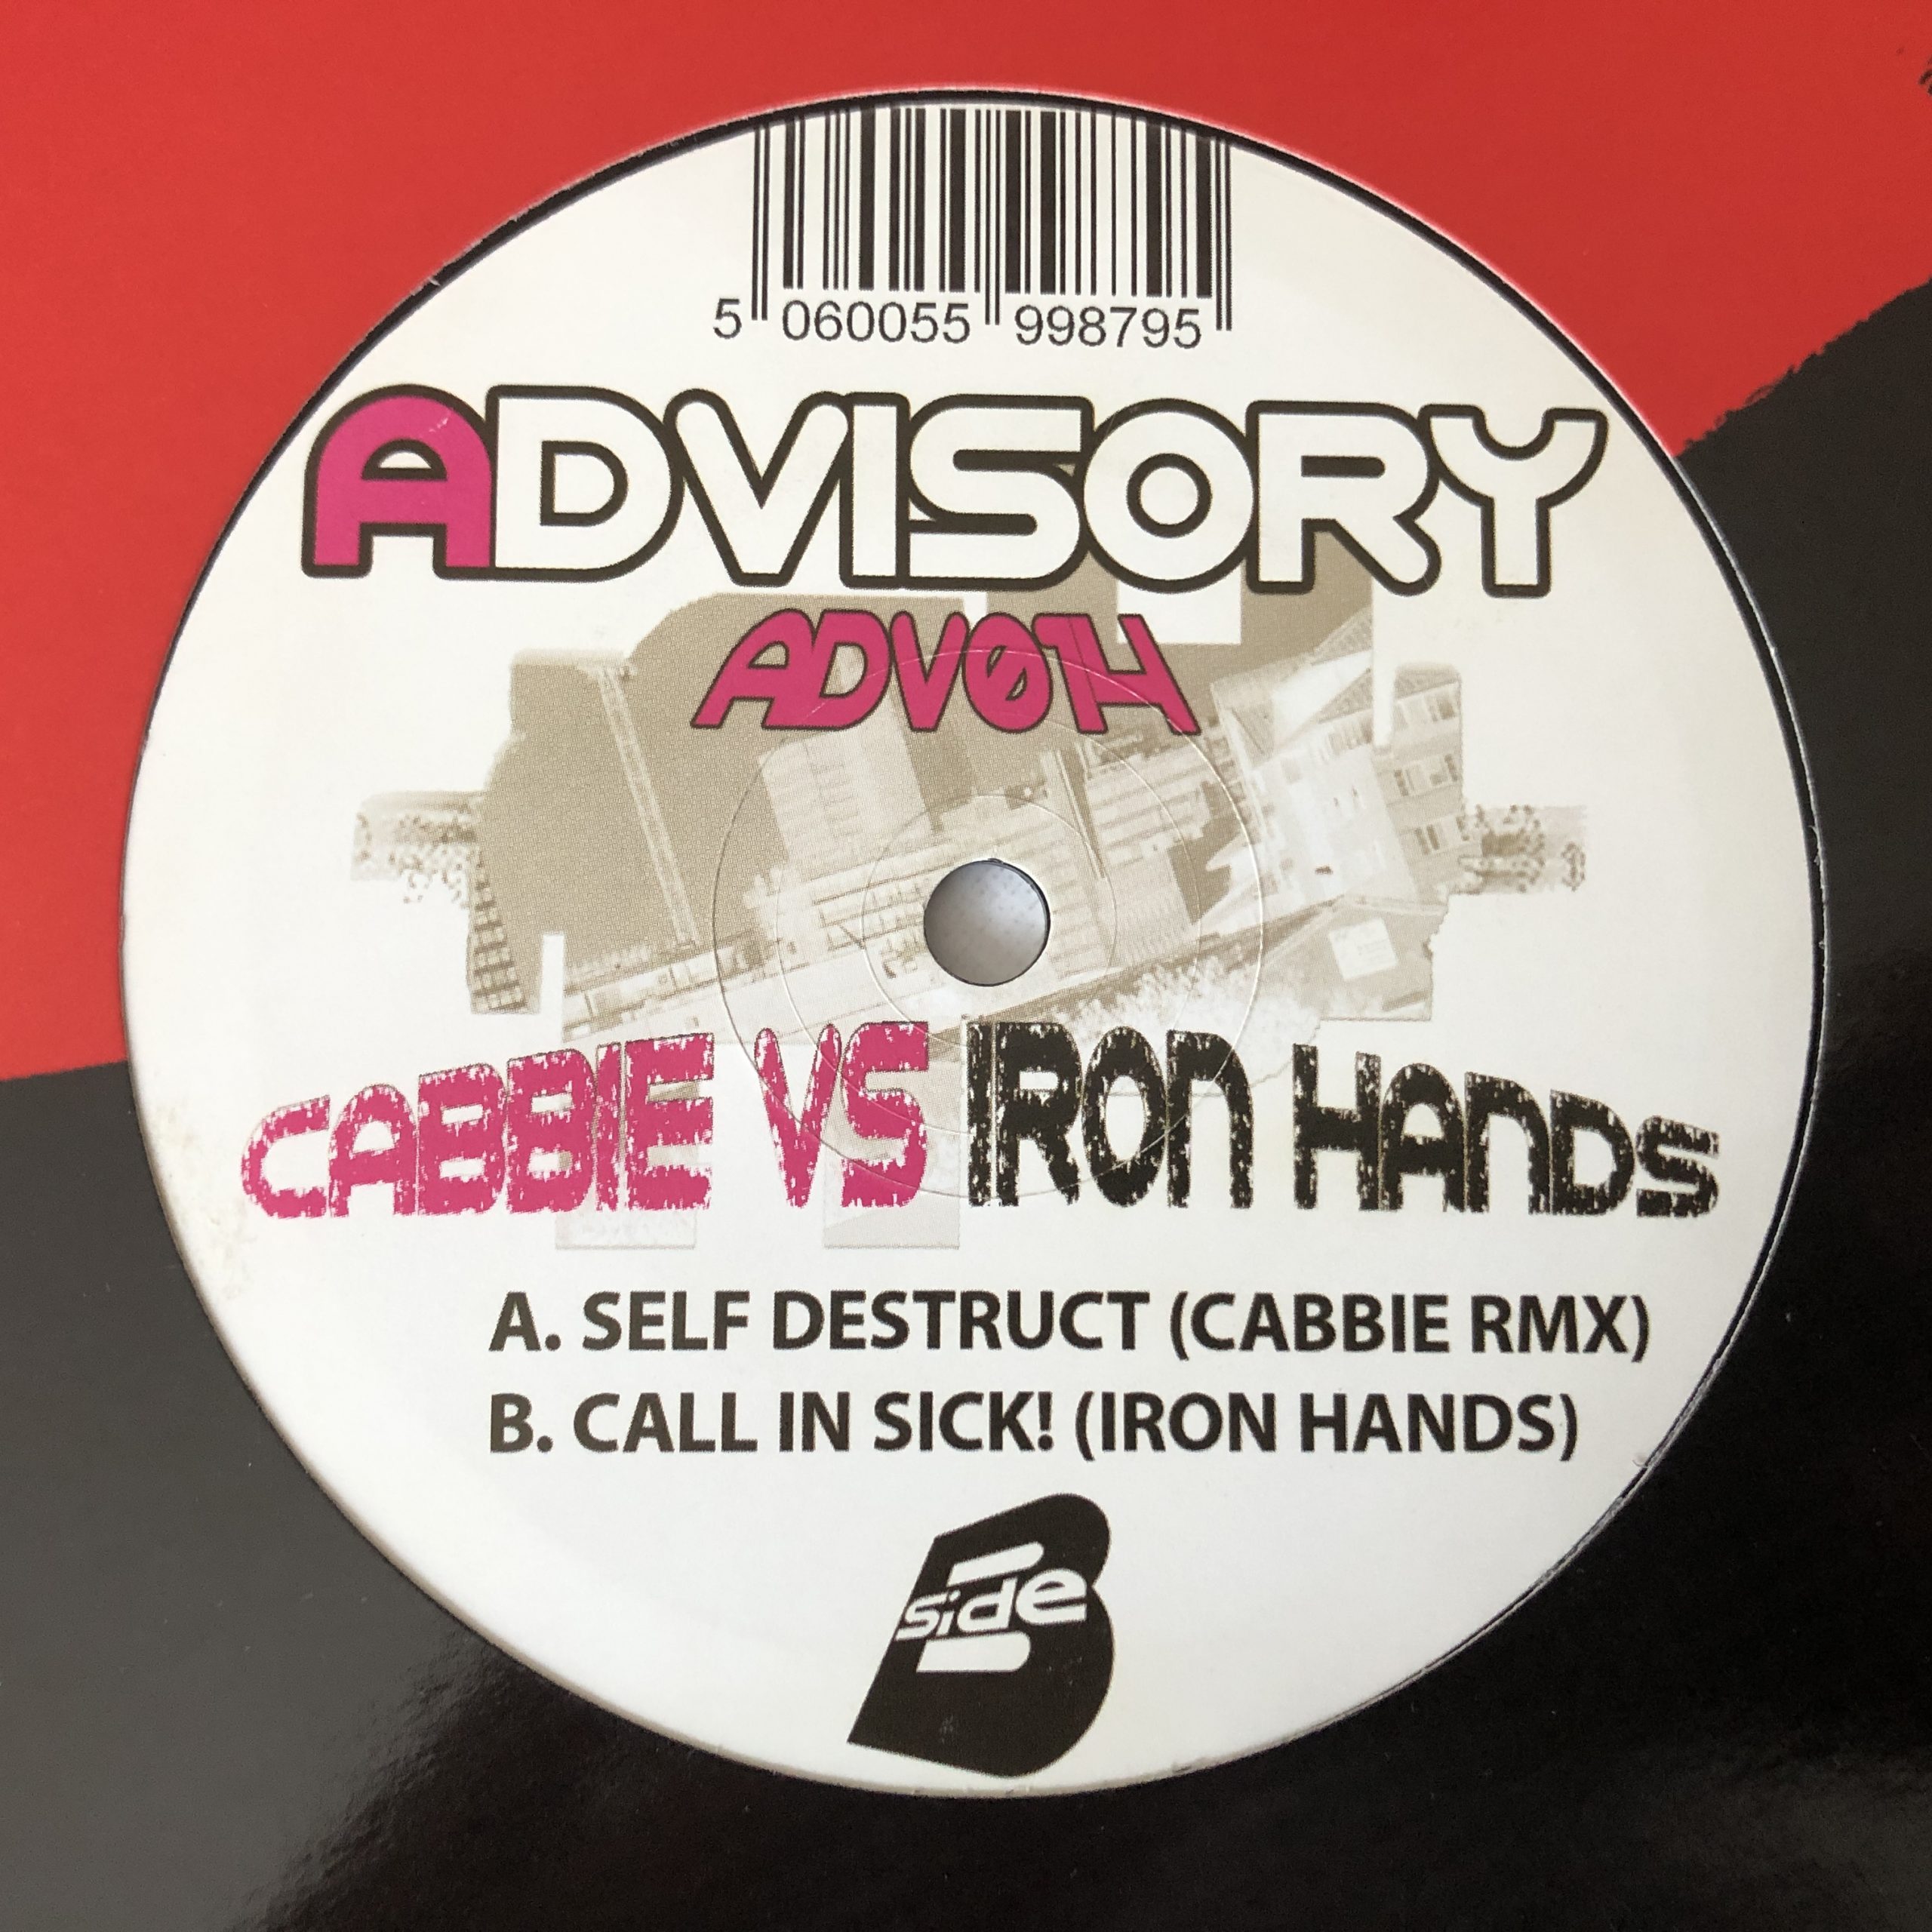 5 060055 998795
ADVISORY
ADV014
CABBIE VS IRON HANDS
A. SELF DESTRUCT (CABBIE RMX)
B. CALL IN SICK! (IRON HANDS)
B side